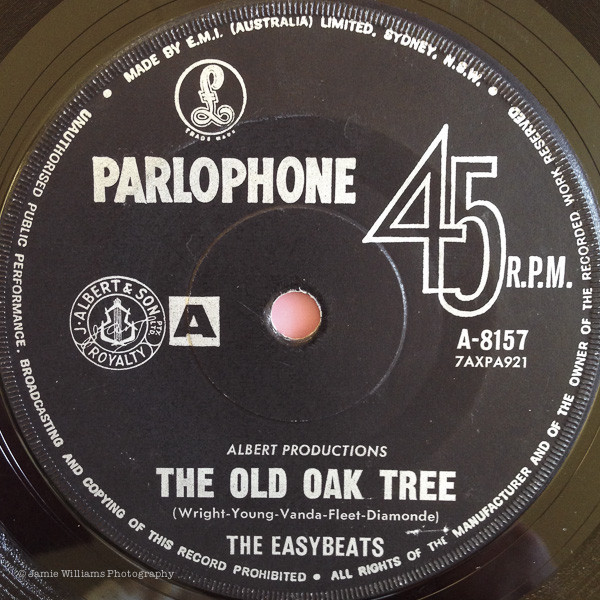 MADE BY E.M.I. (AUSTRALIA) LIMITED. SYDNEY, N.S.W. • ALL RIGHTS OF THE MANUFACTURER AND OF THE OWNER OF THE RECORDED WORK RESERVED
UNAUTHORISED PUBLIC PERFORMANCE. BROADCASTING AND COPYING OF THIS RECORD PROHIBITED •
£
TRADE MARK
PARLOPHONE
45
R.P.M.
J. ALBERT & SON PTY. LTD.
ROYALTY
A
A-8157
7AXPA921
ALBERT PRODUCTIONS
THE OLD OAK TREE
(Wright-Young-Vanda-Fleet-Diamonde)
THE EASYBEATS
© Jamie Williams Photography